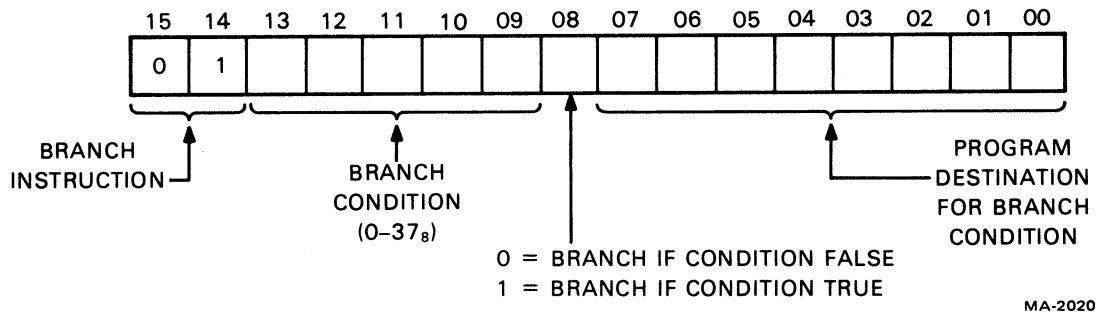 15 14 13 12 11 10 09 08 07 06 05 04 03 02 01 00
0 1
BRANCH
INSTRUCTION
BRANCH
CONDITION
(0–37₈)
PROGRAM
DESTINATION
FOR BRANCH
CONDITION
0 = BRANCH IF CONDITION FALSE
1 = BRANCH IF CONDITION TRUE
MA-2020